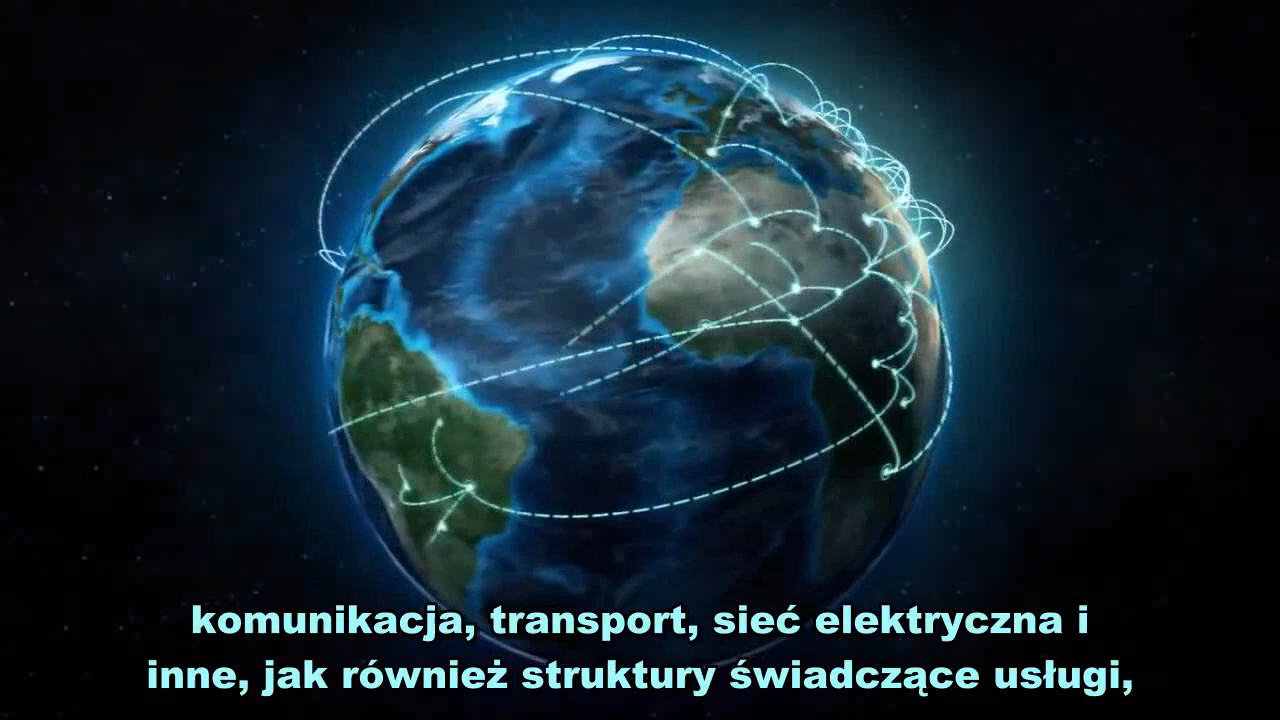 komunikacja, transport, sieć elektryczna i
inne, jak również struktury świadczące usługi,